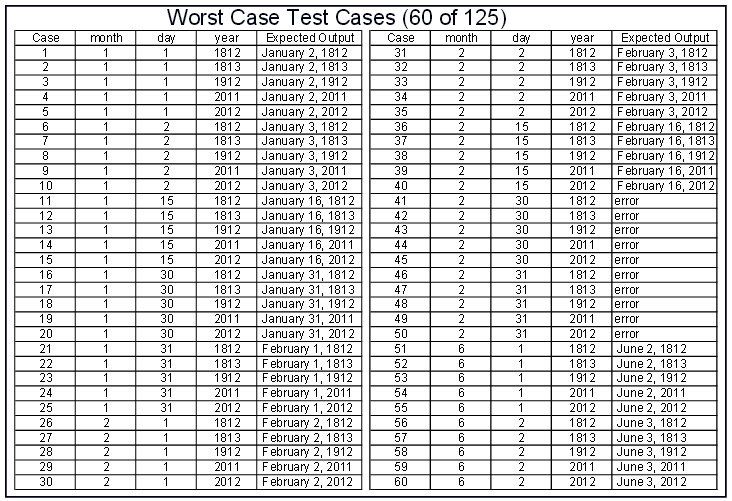 Worst Case Test Cases (60 of 125)
Case month day year Expected Output
1 1 1 1812 January 2, 1812
2 1 1 1813 January 2, 1813
3 1 1 1912 January 2, 1912
4 1 1 2011 January 2, 2011
5 1 1 2012 January 2, 2012
6 1 2 1812 January 3, 1812
7 1 2 1813 January 3, 1813
8 1 2 1912 January 3, 1912
9 1 2 2011 January 3, 2011
10 1 2 2012 January 3, 2012
11 1 15 1812 January 16, 1812
12 1 15 1813 January 16, 1813
13 1 15 1912 January 16, 1912
14 1 15 2011 January 16, 2011
15 1 15 2012 January 16, 2012
16 1 30 1812 January 31, 1812
17 1 30 1813 January 31, 1813
18 1 30 1912 January 31, 1912
19 1 30 2011 January 31, 2011
20 1 30 2012 January 31, 2012
21 1 31 1812 February 1, 1812
22 1 31 1813 February 1, 1813
23 1 31 1912 February 1, 1912
24 1 31 2011 February 1, 2011
25 1 31 2012 February 1, 2012
26 2 1 1812 February 2, 1812
27 2 1 1813 February 2, 1813
28 2 1 1912 February 2, 1912
29 2 1 2011 February 2, 2011
30 2 1 2012 February 2, 2012
Case month day year Expected Output
31 2 2 1812 February 3, 1812
32 2 2 1813 February 3, 1813
33 2 2 1912 February 3, 1912
34 2 2 2011 February 3, 2011
35 2 2 2012 February 3, 2012
36 2 15 1812 February 16, 1812
37 2 15 1813 February 16, 1813
38 2 15 1912 February 16, 1912
39 2 15 2011 February 16, 2011
40 2 15 2012 February 16, 2012
41 2 30 1812 error
42 2 30 1813 error
43 2 30 1912 error
44 2 30 2011 error
45 2 30 2012 error
46 2 31 1812 error
47 2 31 1813 error
48 2 31 1912 error
49 2 31 2011 error
50 2 31 2012 error
51 6 1 1812 June 2, 1812
52 6 1 1813 June 2, 1813
53 6 1 1912 June 2, 1912
54 6 1 2011 June 2, 2011
55 6 1 2012 June 2, 2012
56 6 2 1812 June 3, 1812
57 6 2 1813 June 3, 1813
58 6 2 1912 June 3, 1912
59 6 2 2011 June 3, 2011
60 6 2 2012 June 3, 2012